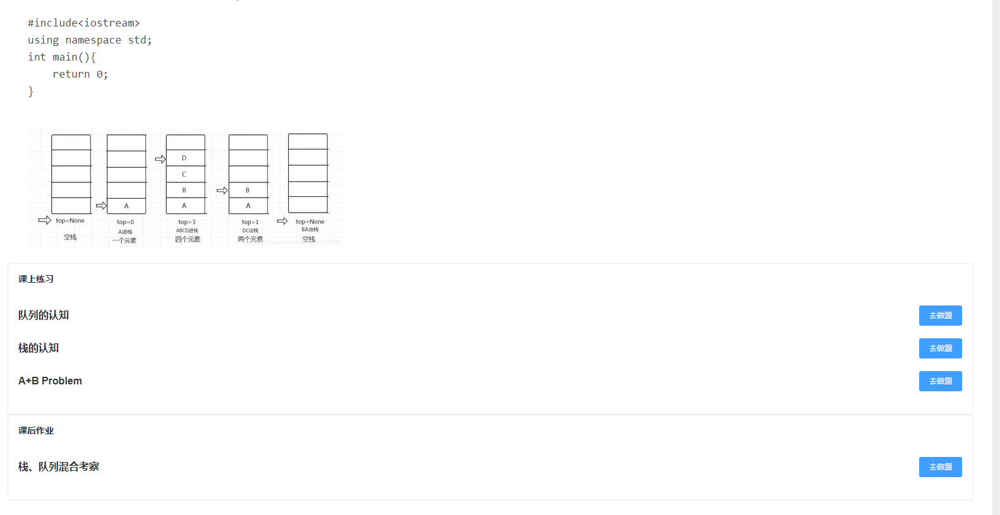 #include<iostream>
using namespace std;
int main(){
    return 0;
}
D
C
B
B
A
A
A
top=None
top=0
top=3
top=1
top=None
A进栈
ABCD进栈
DC出栈
BA出栈
空栈
一个元素
四个元素
两个元素
空栈
课上练习
队列的认知
去做题
栈的认知
去做题
A+B Problem
去做题
课后作业
栈、队列混合考察
去做题